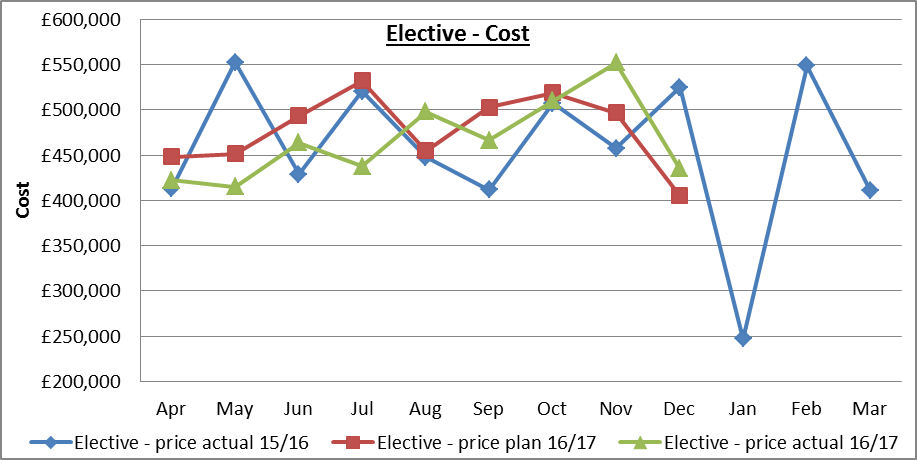 Elective - Cost
£600,000
£550,000
£500,000
£450,000
£400,000
£350,000
£300,000
£250,000
£200,000
Cost
Apr May Jun Jul Aug Sep Oct Nov Dec Jan Feb Mar
Elective - price actual 15/16 Elective - price plan 16/17 Elective - price actual 16/17